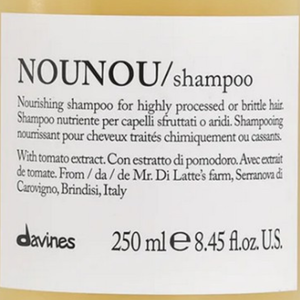 NOUNOU/shampoo
Nourishing shampoo for highly processed or brittle hair.
Shampoo nutriente per capelli sfruttati o aridi. Shampooing
nourrissant pour cheveux traités chimiquement ou cassants.
With tomato extract. Con estratto di pomodoro. Avec extrait
de tomate. From / da / de Mr. Di Latte's farm, Serranova di
Carovigno, Brindisi, Italy
davines 250 ml e 8.45 fl.oz. U.S.